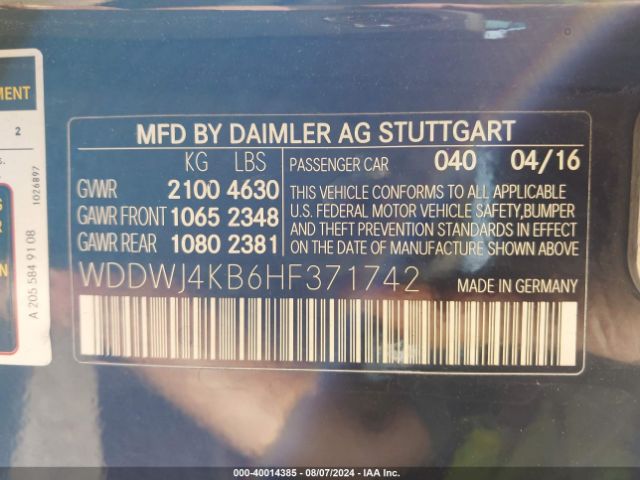 MENT
2
S.
1026897
A 205 584 91 08
MFD BY DAIMLER AG STUTTGART
KG LBS
GVWR 2100 4630
GAWR FRONT 1065 2348
GAWR REAR 1080 2381
PASSENGER CAR 040 04/16
THIS VEHICLE CONFORMS TO ALL APPLICABLE
U.S. FEDERAL MOTOR VEHICLE SAFETY,BUMPER
AND THEFT PREVENTION STANDARDS IN EFFECT
ON THE DATE OF MANUFACTURE SHOWN ABOVE.
WDDWJ4KB6HF371742
MADE IN GERMANY
000-40014385 - 08/07/2024 - IAA Inc.